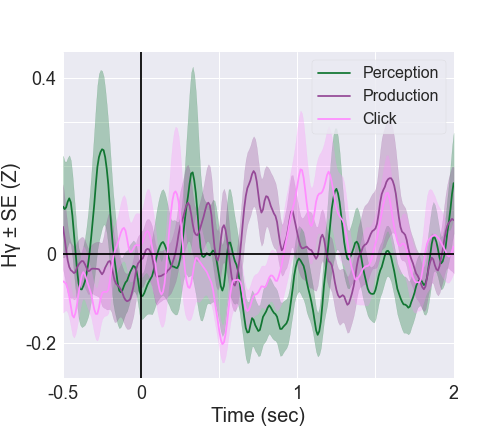 Perception
Production
Click
Hγ ± SE (Z)
0.4
0
-0.2
-0.5
0
1
2
Time (sec)